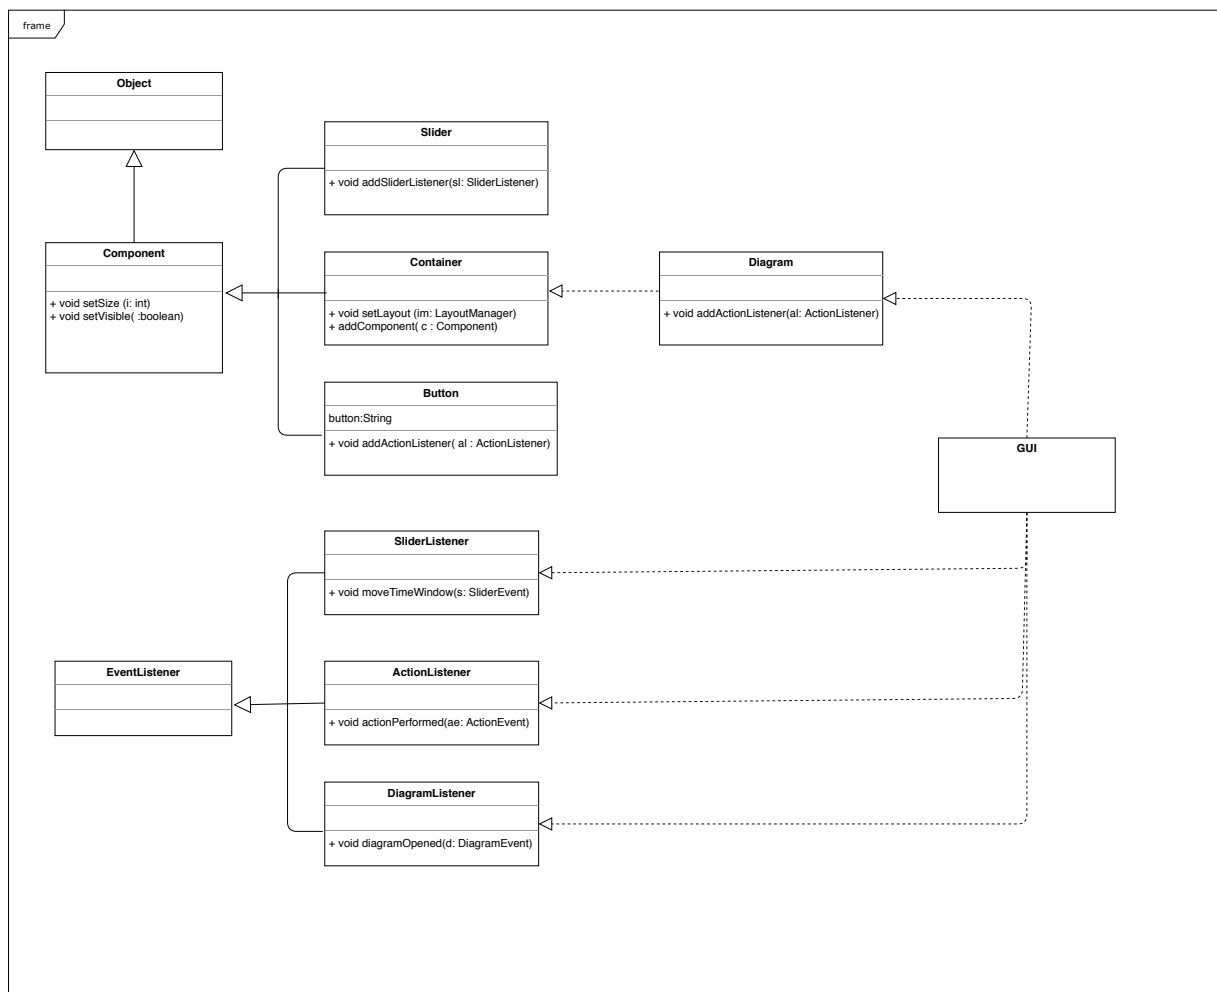 frame
Object
Slider
+ void addSliderListener(sl: SliderListener)
Component
+ void setSize (i: int)
+ void setVisible( :boolean)
Container
+ void setLayout (im: LayoutManager)
+ addComponent( c : Component)
Diagram
+ void addActionListener(al: ActionListener)
Button
button:String
+ void addActionListener( al : ActionListener)
GUI
SliderListener
+ void moveTimeWindow(s: SliderEvent)
EventListener
ActionListener
+ void actionPerformed(ae: ActionEvent)
DiagramListener
+ void diagramOpened(d: DiagramEvent)